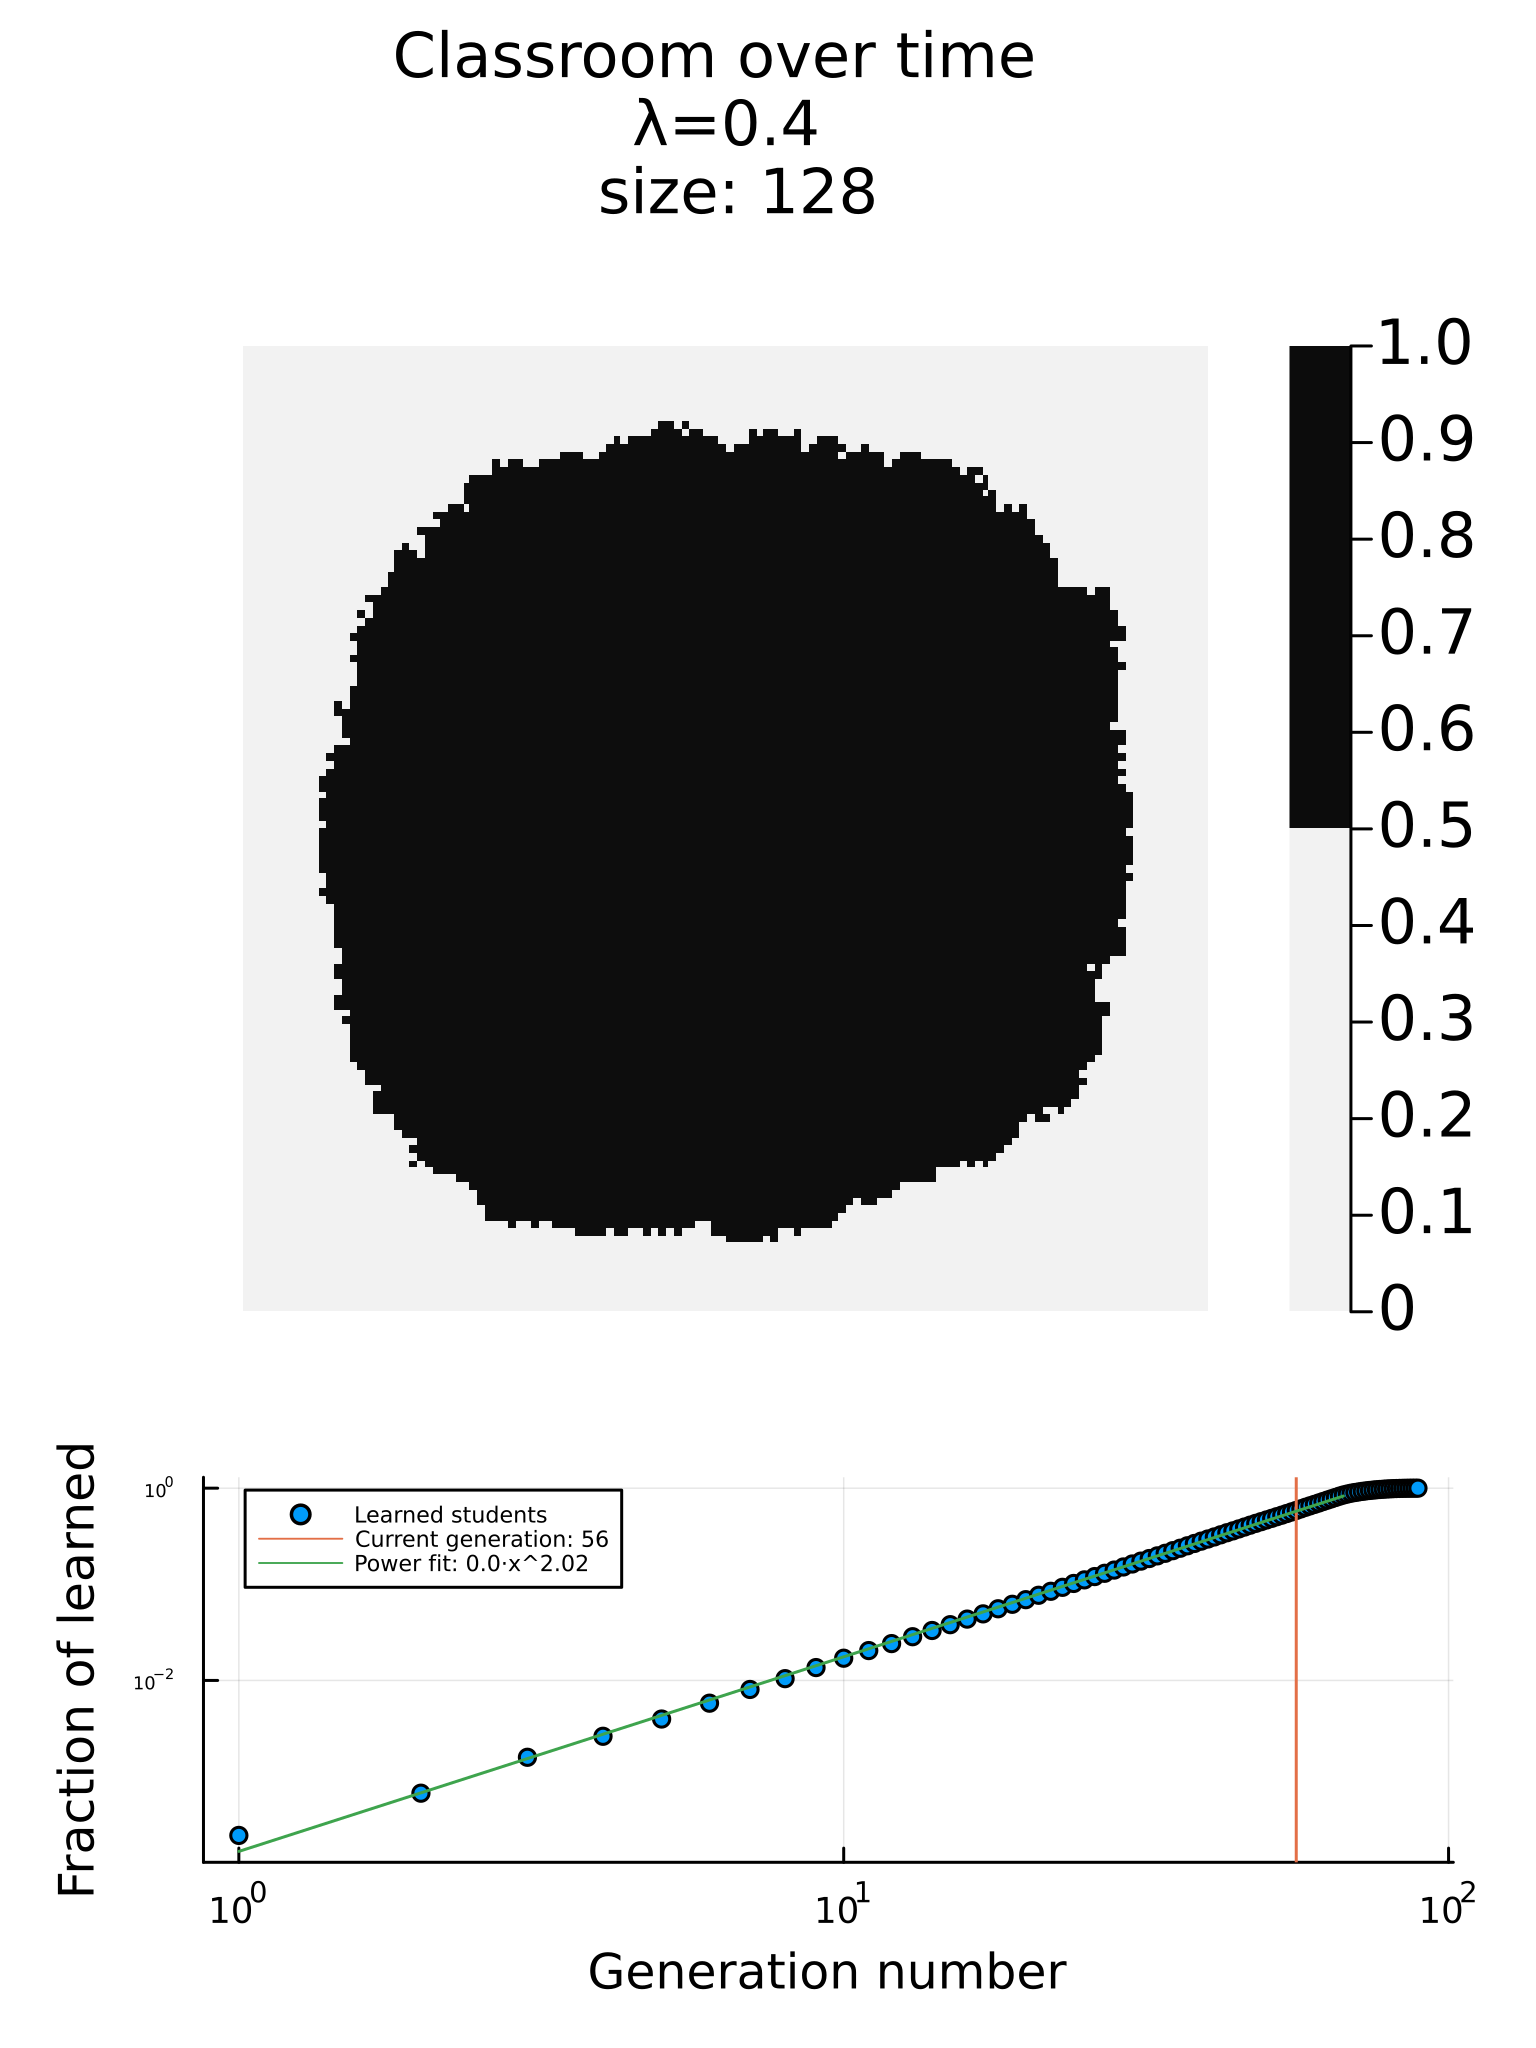 Classroom over time
λ=0.4
size: 128
1.0
0.9
0.8
0.7
0.6
0.5
0.4
0.3
0.2
0.1
0
Fraction of learned
10^0
10^−2
Learned students
Current generation: 56
Power fit: 0.0·x^2.02
10^0 10^1 10^2
Generation number